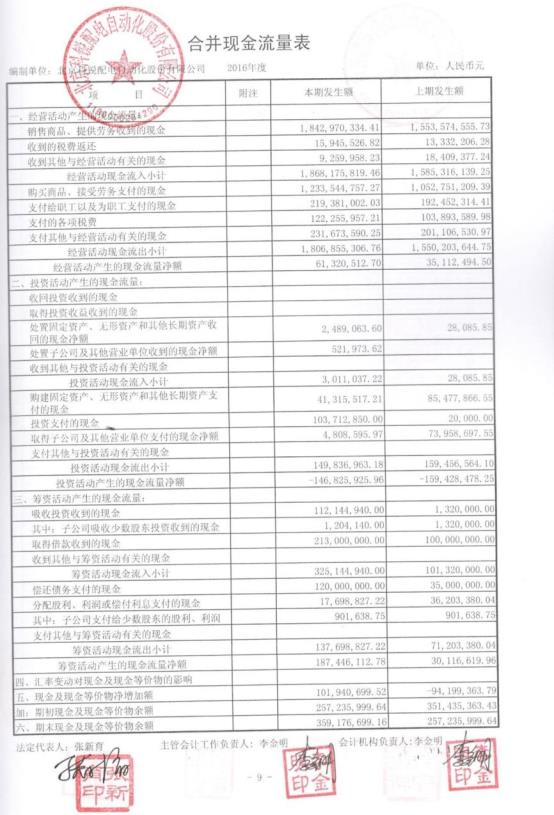 合并现金流量表
编制单位：北京科锐配电自动化股份有限公司 2016年度 单位：人民币元
项 目 附注 本期发生额 上期发生额
一、经营活动产生的现金流量：
销售商品、提供劳务收到的现金 1,842,970,334.41 1,553,574,555.73
收到的税费返还 15,945,526.82 13,332,206.28
收到其他与经营活动有关的现金 9,259,958.23 18,409,377.24
经营活动现金流入小计 1,868,175,819.46 1,585,316,139.25
购买商品、接受劳务支付的现金 1,233,544,757.27 1,052,751,209.39
支付给职工以及为职工支付的现金 219,381,002.03 192,452,314.41
支付的各项税费 122,255,957.21 103,893,589.98
支付其他与经营活动有关的现金 231,673,590.25 201,106,530.97
经营活动现金流出小计 1,806,855,306.76 1,550,203,644.75
经营活动产生的现金流量净额 61,320,512.70 35,112,494.50
二、投资活动产生的现金流量：
收回投资收到的现金
取得投资收益收到的现金
处置固定资产、无形资产和其他长期资产收
回的现金净额 2,489,063.60 28,085.85
处置子公司及其他营业单位收到的现金净额 521,973.62
收到其他与投资活动有关的现金
投资活动现金流入小计 3,011,037.22 28,085.85
购建固定资产、无形资产和其他长期资产支
付的现金 41,315,517.21 85,477,866.55
投资支付的现金 103,712,850.00 20,000.00
取得子公司及其他营业单位支付的现金净额 4,808,595.97 73,958,697.55
支付其他与投资活动有关的现金
投资活动现金流出小计 149,836,963.18 159,456,564.10
投资活动产生的现金流量净额 -146,825,925.96 -159,428,478.25
三、筹资活动产生的现金流量：
吸收投资收到的现金 112,144,940.00 1,320,000.00
其中：子公司吸收少数股东投资收到的现金 1,204,140.00 1,320,000.00
取得借款收到的现金 213,000,000.00 100,000,000.00
收到其他与筹资活动有关的现金
筹资活动现金流入小计 325,144,940.00 101,320,000.00
偿还债务支付的现金 120,000,000.00 35,000,000.00
分配股利、利润或偿付利息支付的现金 17,698,827.22 36,203,380.04
其中：子公司支付给少数股东的股利、利润 901,638.75 901,638.75
支付其他与筹资活动有关的现金
筹资活动现金流出小计 137,698,827.22 71,203,380.04
筹资活动产生的现金流量净额 187,446,112.78 30,116,619.96
四、汇率变动对现金及现金等价物的影响
五、现金及现金等价物净增加额 101,940,699.52 -94,199,363.79
加：期初现金及现金等价物余额 257,235,999.64 351,435,363.43
六、期末现金及现金等价物余额 359,176,699.16 257,235,999.64
法定代表人：张新育 主管会计工作负责人：李金明 会计机构负责人：李金明
- 9 -